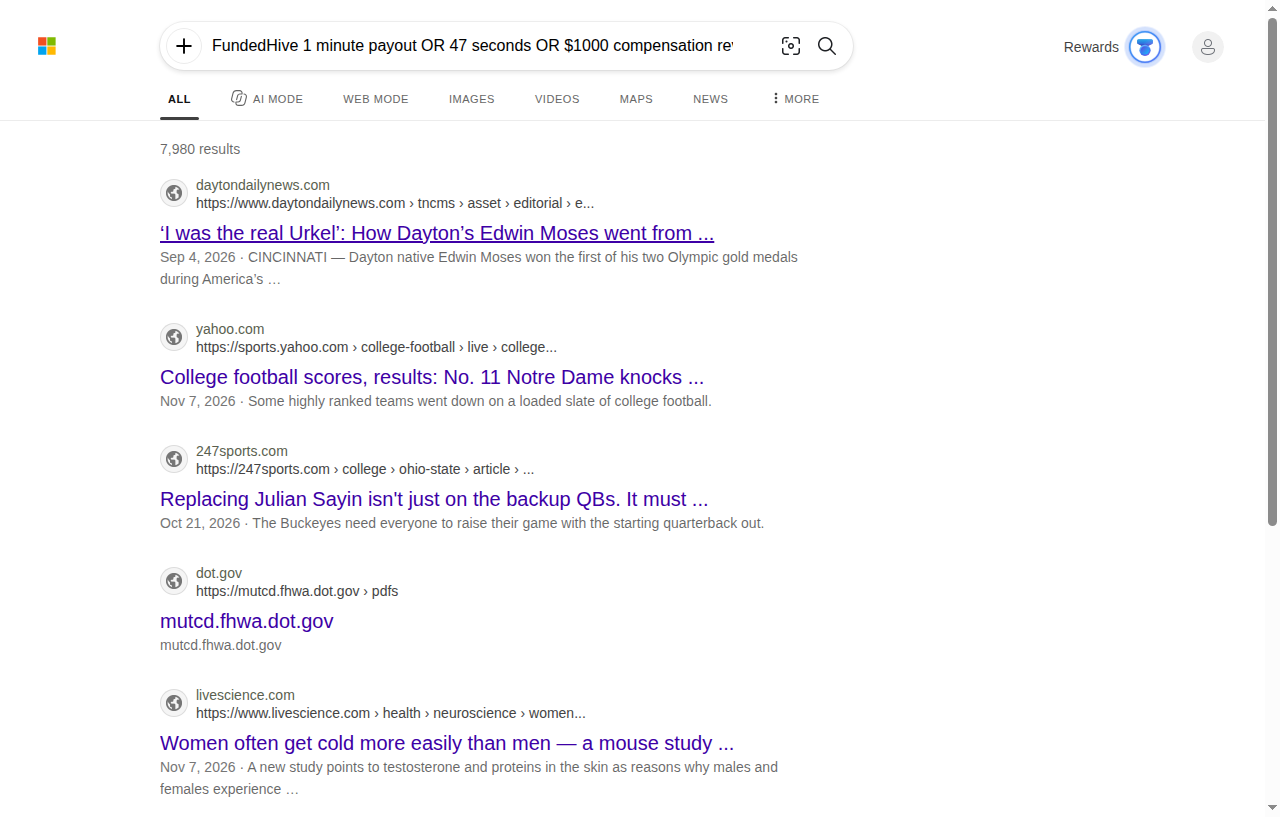 FundedHive 1 minute payout OR 47 seconds OR $1000 compensation
Rewards
ALL
AI MODE
WEB MODE
IMAGES
VIDEOS
MAPS
NEWS
MORE
7,980 results
daytondailynews.com
https://www.daytondailynews.com › tncms › asset › editorial › e...
‘I was the real Urkel’: How Dayton’s Edwin Moses went from ...
Sep 4, 2026 · CINCINNATI — Dayton native Edwin Moses won the first of his two Olympic gold medals
during America’s …
yahoo.com
https://sports.yahoo.com › college-football › live › college...
College football scores, results: No. 11 Notre Dame knocks ...
Nov 7, 2026 · Some highly ranked teams went down on a loaded slate of college football.
247sports.com
https://247sports.com › college › ohio-state › article › ...
Replacing Julian Sayin isn't just on the backup QBs. It must ...
Oct 21, 2026 · The Buckeyes need everyone to raise their game with the starting quarterback out.
dot.gov
https://mutcd.fhwa.dot.gov › pdfs
mutcd.fhwa.dot.gov
mutcd.fhwa.dot.gov
livescience.com
https://www.livescience.com › health › neuroscience › women...
Women often get cold more easily than men — a mouse study ...
Nov 7, 2026 · A new study points to testosterone and proteins in the skin as reasons why males and
females experience …